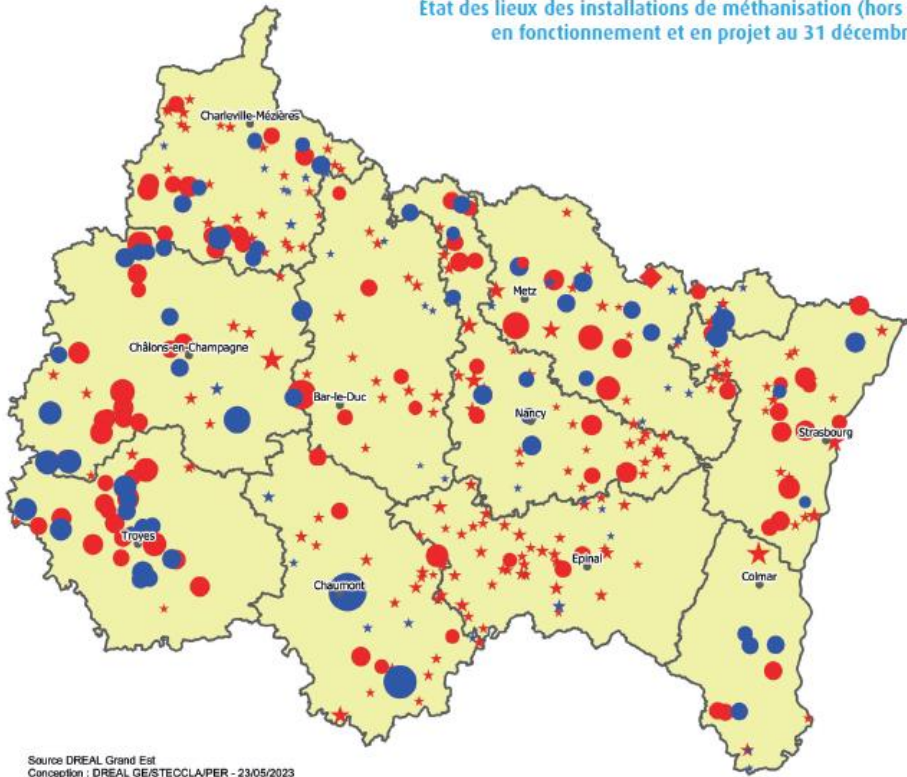 Etat des lieux des installations de méthanisation (hors
en fonctionnement et en projet au 31 décembr
Charleville-Mézières
Metz
Châlons-en-Champagne
Bar-le-Duc
Nancy
Strasbourg
Troyes
Epinal
Chaumont
Colmar
Source DREAL Grand Est
Conception : DREAL GE/STECCLA/PER - 23/05/2023